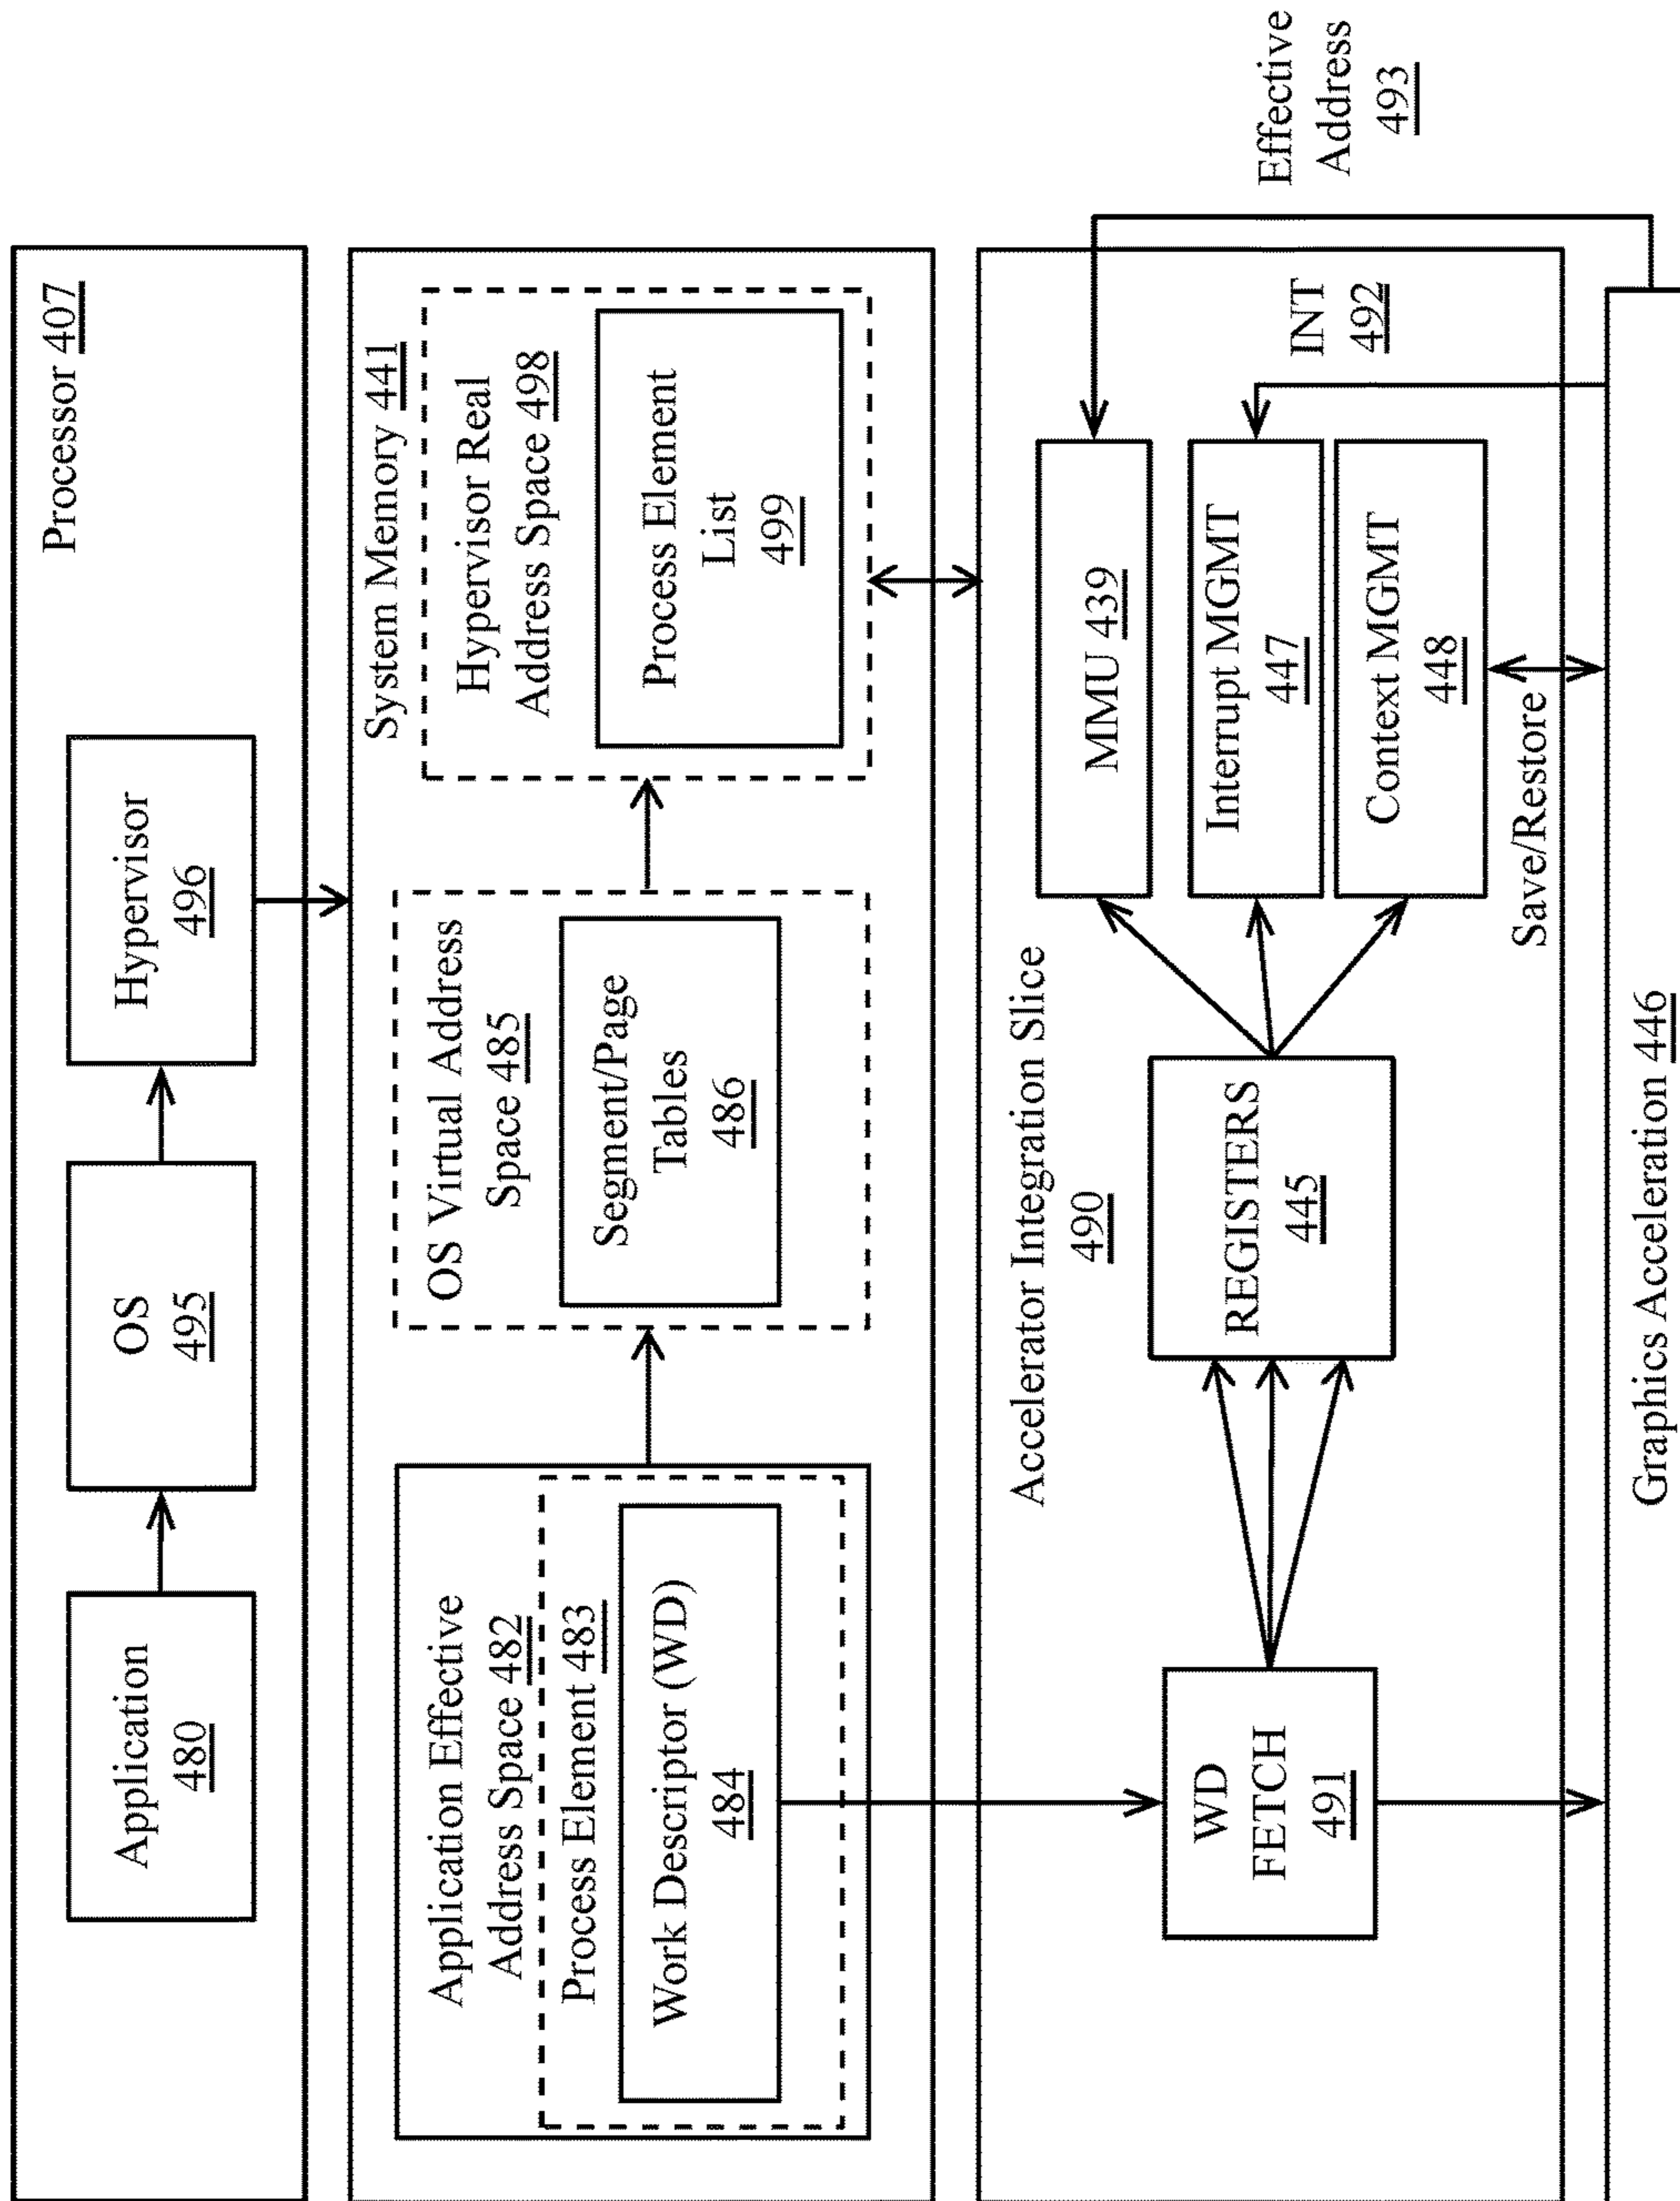 Processor 407
Application
480
OS
495
Hypervisor
496
System Memory 441
Application Effective
Address Space 482
Process Element 483
Work Descriptor (WD)
484
OS Virtual Address
Space 485
Segment/Page
Tables
486
Hypervisor Real
Address Space 498
Process Element
List
499
Accelerator Integration Slice
490
WD
FETCH
491
REGISTERS
445
MMU 439
Interrupt MGMT
447
Context MGMT
448
INT
492
Effective
Address
493
Save/Restore
Graphics Acceleration 446